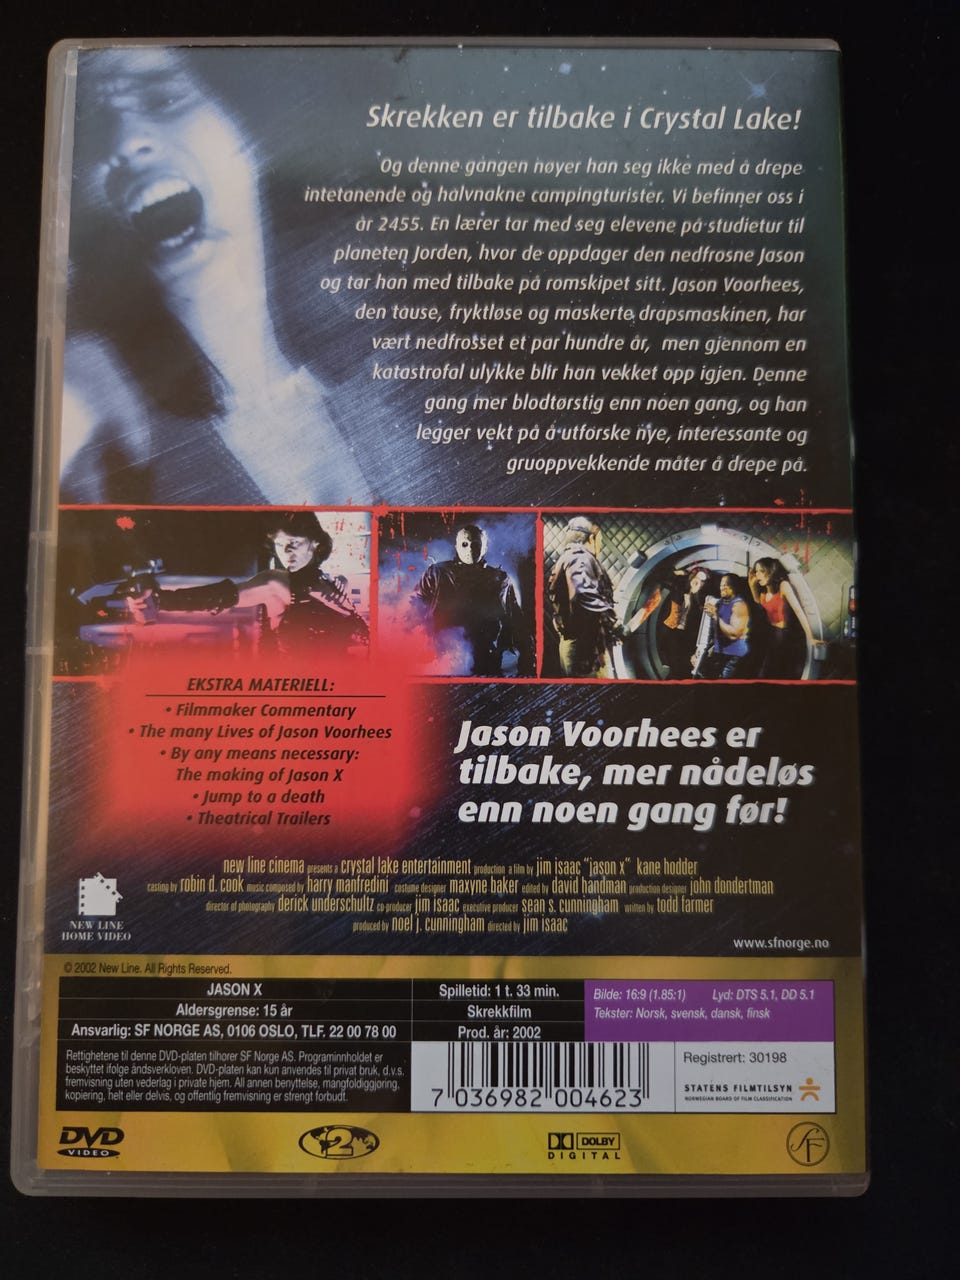 Skrekken er tilbake i Crystal Lake!
Og denne gangen nøyer han seg ikke med å drepe
intetanende og halvnakne campingturister. Vi befinner oss i
år 2455. En lærer tar med seg elevene på studietur til
planeten Jorden, hvor de oppdager den nedfrosne Jason
og tar han med tilbake på romskipet sitt. Jason Voorhees,
den tause, fryktløse og maskerte drapsmaskinen, har
vært nedfrosset et par hundre år, men gjennom en
katastrofal ulykke blir han vekket opp igjen. Denne
gang mer blodtørstig enn noen gang, og han
legger vekt på å utforske nye, interessante og
gruoppvekkende måter å drepe på.
EKSTRA MATERIELL:
• Filmmaker Commentary
• The many Lives of Jason Voorhees
• By any means necessary:
The making of Jason X
• Jump to a death
• Theatrical Trailers
Jason Voorhees er
tilbake, mer nådeløs
enn noen gang før!
new line cinema presents a crystal lake entertainment production a film by jim isaac "jason x" kane hodder
casting by robin d. cook music composed by harry manfredini costume designer maxyne baker edited by david handman production designer john dondertman
director of photography derick underschultz co-producer jim isaac executive producer sean s. cunningham written by todd farmer
produced by noel j. cunningham directed by jim isaac
NEW LINE
HOME VIDEO
www.sfnorge.no
© 2002 New Line. All Rights Reserved.
JASON X
Aldersgrense: 15 år
Ansvarlig: SF NORGE AS, 0106 OSLO, TLF. 22 00 78 00
Spilletid: 1 t. 33 min.
Skrekkfilm
Prod. år: 2002
Bilde: 16:9 (1.85:1) Lyd: DTS 5.1, DD 5.1
Tekster: Norsk, svensk, dansk, finsk
Rettighetene til denne DVD-platen tilhører SF Norge AS. Programinnholdet er
beskyttet ifølge åndsverkloven. DVD-platen kan kun anvendes til privat bruk, d.v.s.
fremvisning uten vederlag i private hjem. All annen benyttelse, mangfoldiggjøring,
kopiering, helt eller delvis, og offentlig fremvisning er strengt forbudt.
7 036982 004623
Registrert: 30198
STATENS FILMTILSYN
NORWEGIAN BOARD OF FILM CLASSIFICATION
DVD
VIDEO
2
DOLBY
DIGITAL
SF